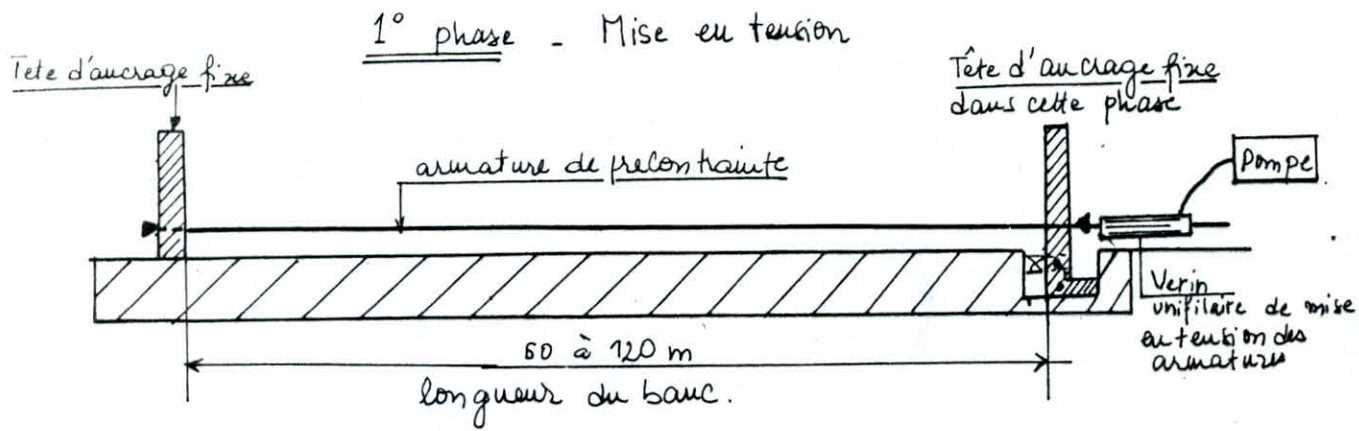 1° phase - Mise en tension
Tete d'ancrage fixe
Tête d'ancrage fixe
dans cette phase
armature de precontrainte
Pompe
Verin
unifilaire de mise
en tension des
armatures
60 à 120 m
longueur du banc.